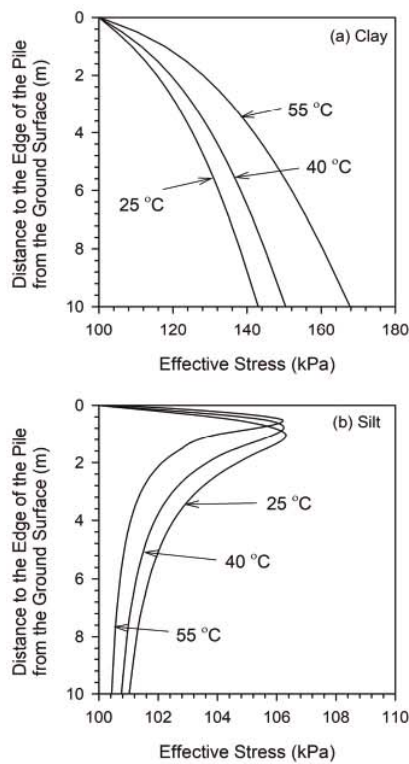 0
(a) Clay
2
55 °C
4
40 °C
6
25 °C
8
10
100 120 140 160 180
Distance to the Edge of the Pile
from the Ground Surface (m)
Effective Stress (kPa)
0
(b) Silt
2
25 °C
4
40 °C
6
55 °C
8
10
100 102 104 106 108 110
Distance to the Edge of the Pile
from the Ground Surface (m)
Effective Stress (kPa)